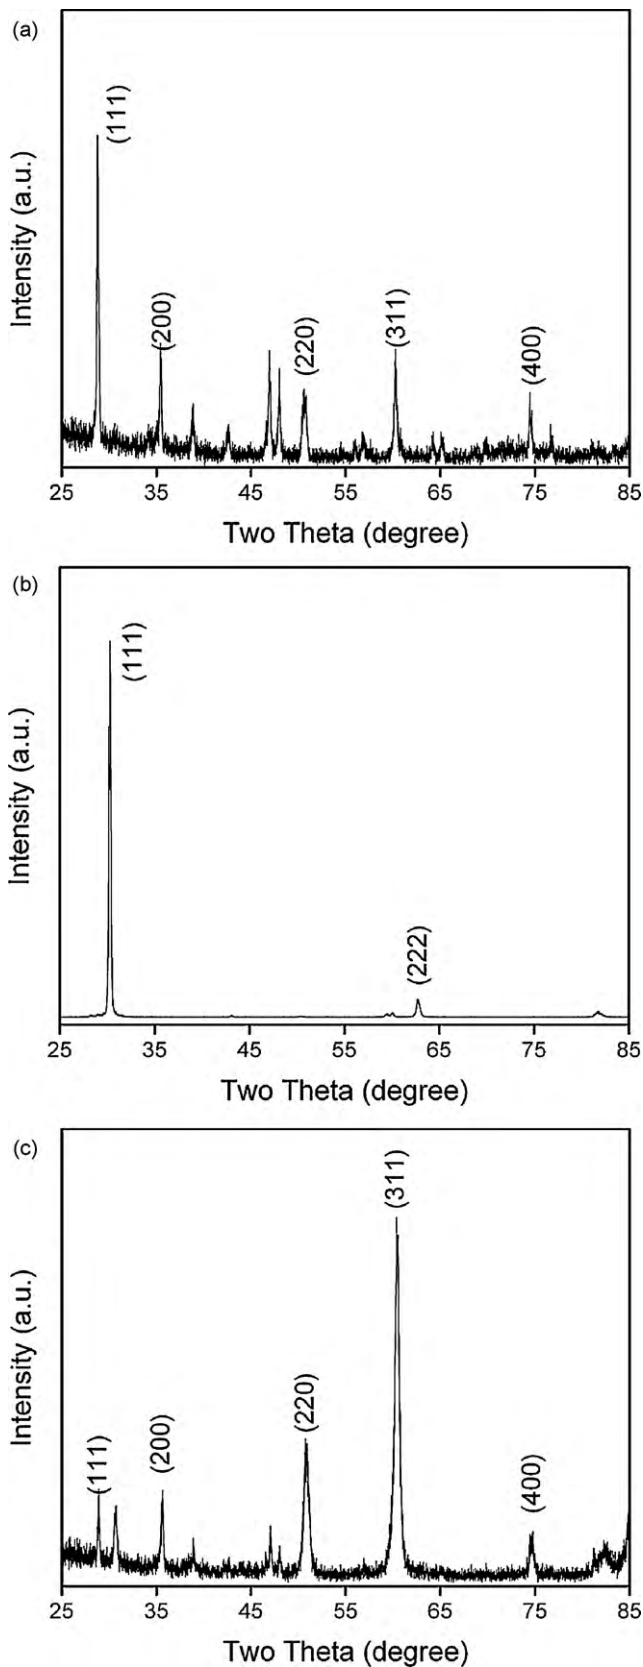 (a)
(111)
(200)
(220)
(311)
(400)
Intensity (a.u.)
25 35 45 55 65 75 85
Two Theta (degree)
(b)
(111)
(222)
Intensity (a.u.)
25 35 45 55 65 75 85
Two Theta (degree)
(c)
(311)
(220)
(111)
(200)
(400)
Intensity (a.u.)
25 35 45 55 65 75 85
Two Theta (degree)